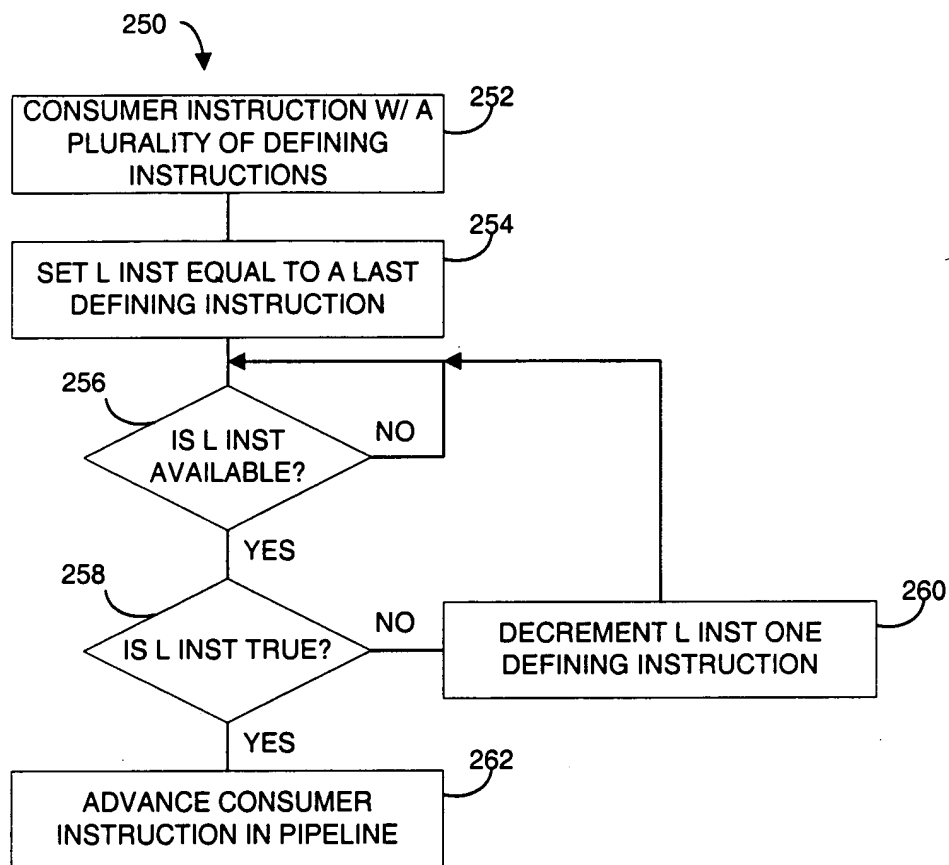 250
252
CONSUMER INSTRUCTION W/ A
PLURALITY OF DEFINING
INSTRUCTIONS
254
SET L INST EQUAL TO A LAST
DEFINING INSTRUCTION
256
IS L INST
AVAILABLE?
NO
YES
258
IS L INST TRUE?
NO
260
DECREMENT L INST ONE
DEFINING INSTRUCTION
YES
262
ADVANCE CONSUMER
INSTRUCTION IN PIPELINE